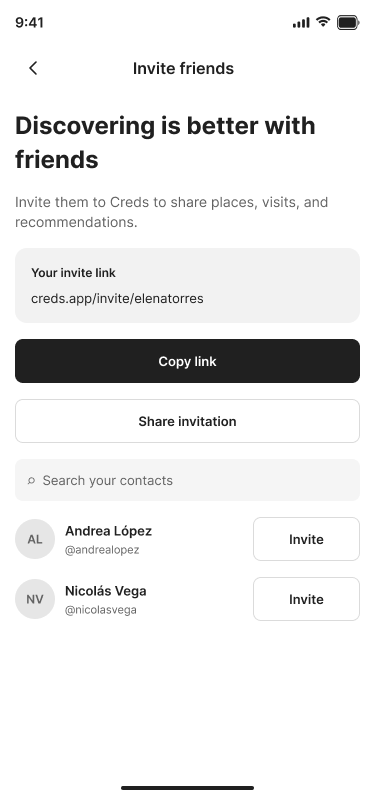 9:41
Invite friends
Discovering is better with
friends
Invite them to Creds to share places, visits, and
recommendations.
Your invite link
creds.app/invite/elenatorres
Copy link
Share invitation
Search your contacts
AL
Andrea López
@andrealopez
Invite
NV
Nicolás Vega
@nicolasvega
Invite